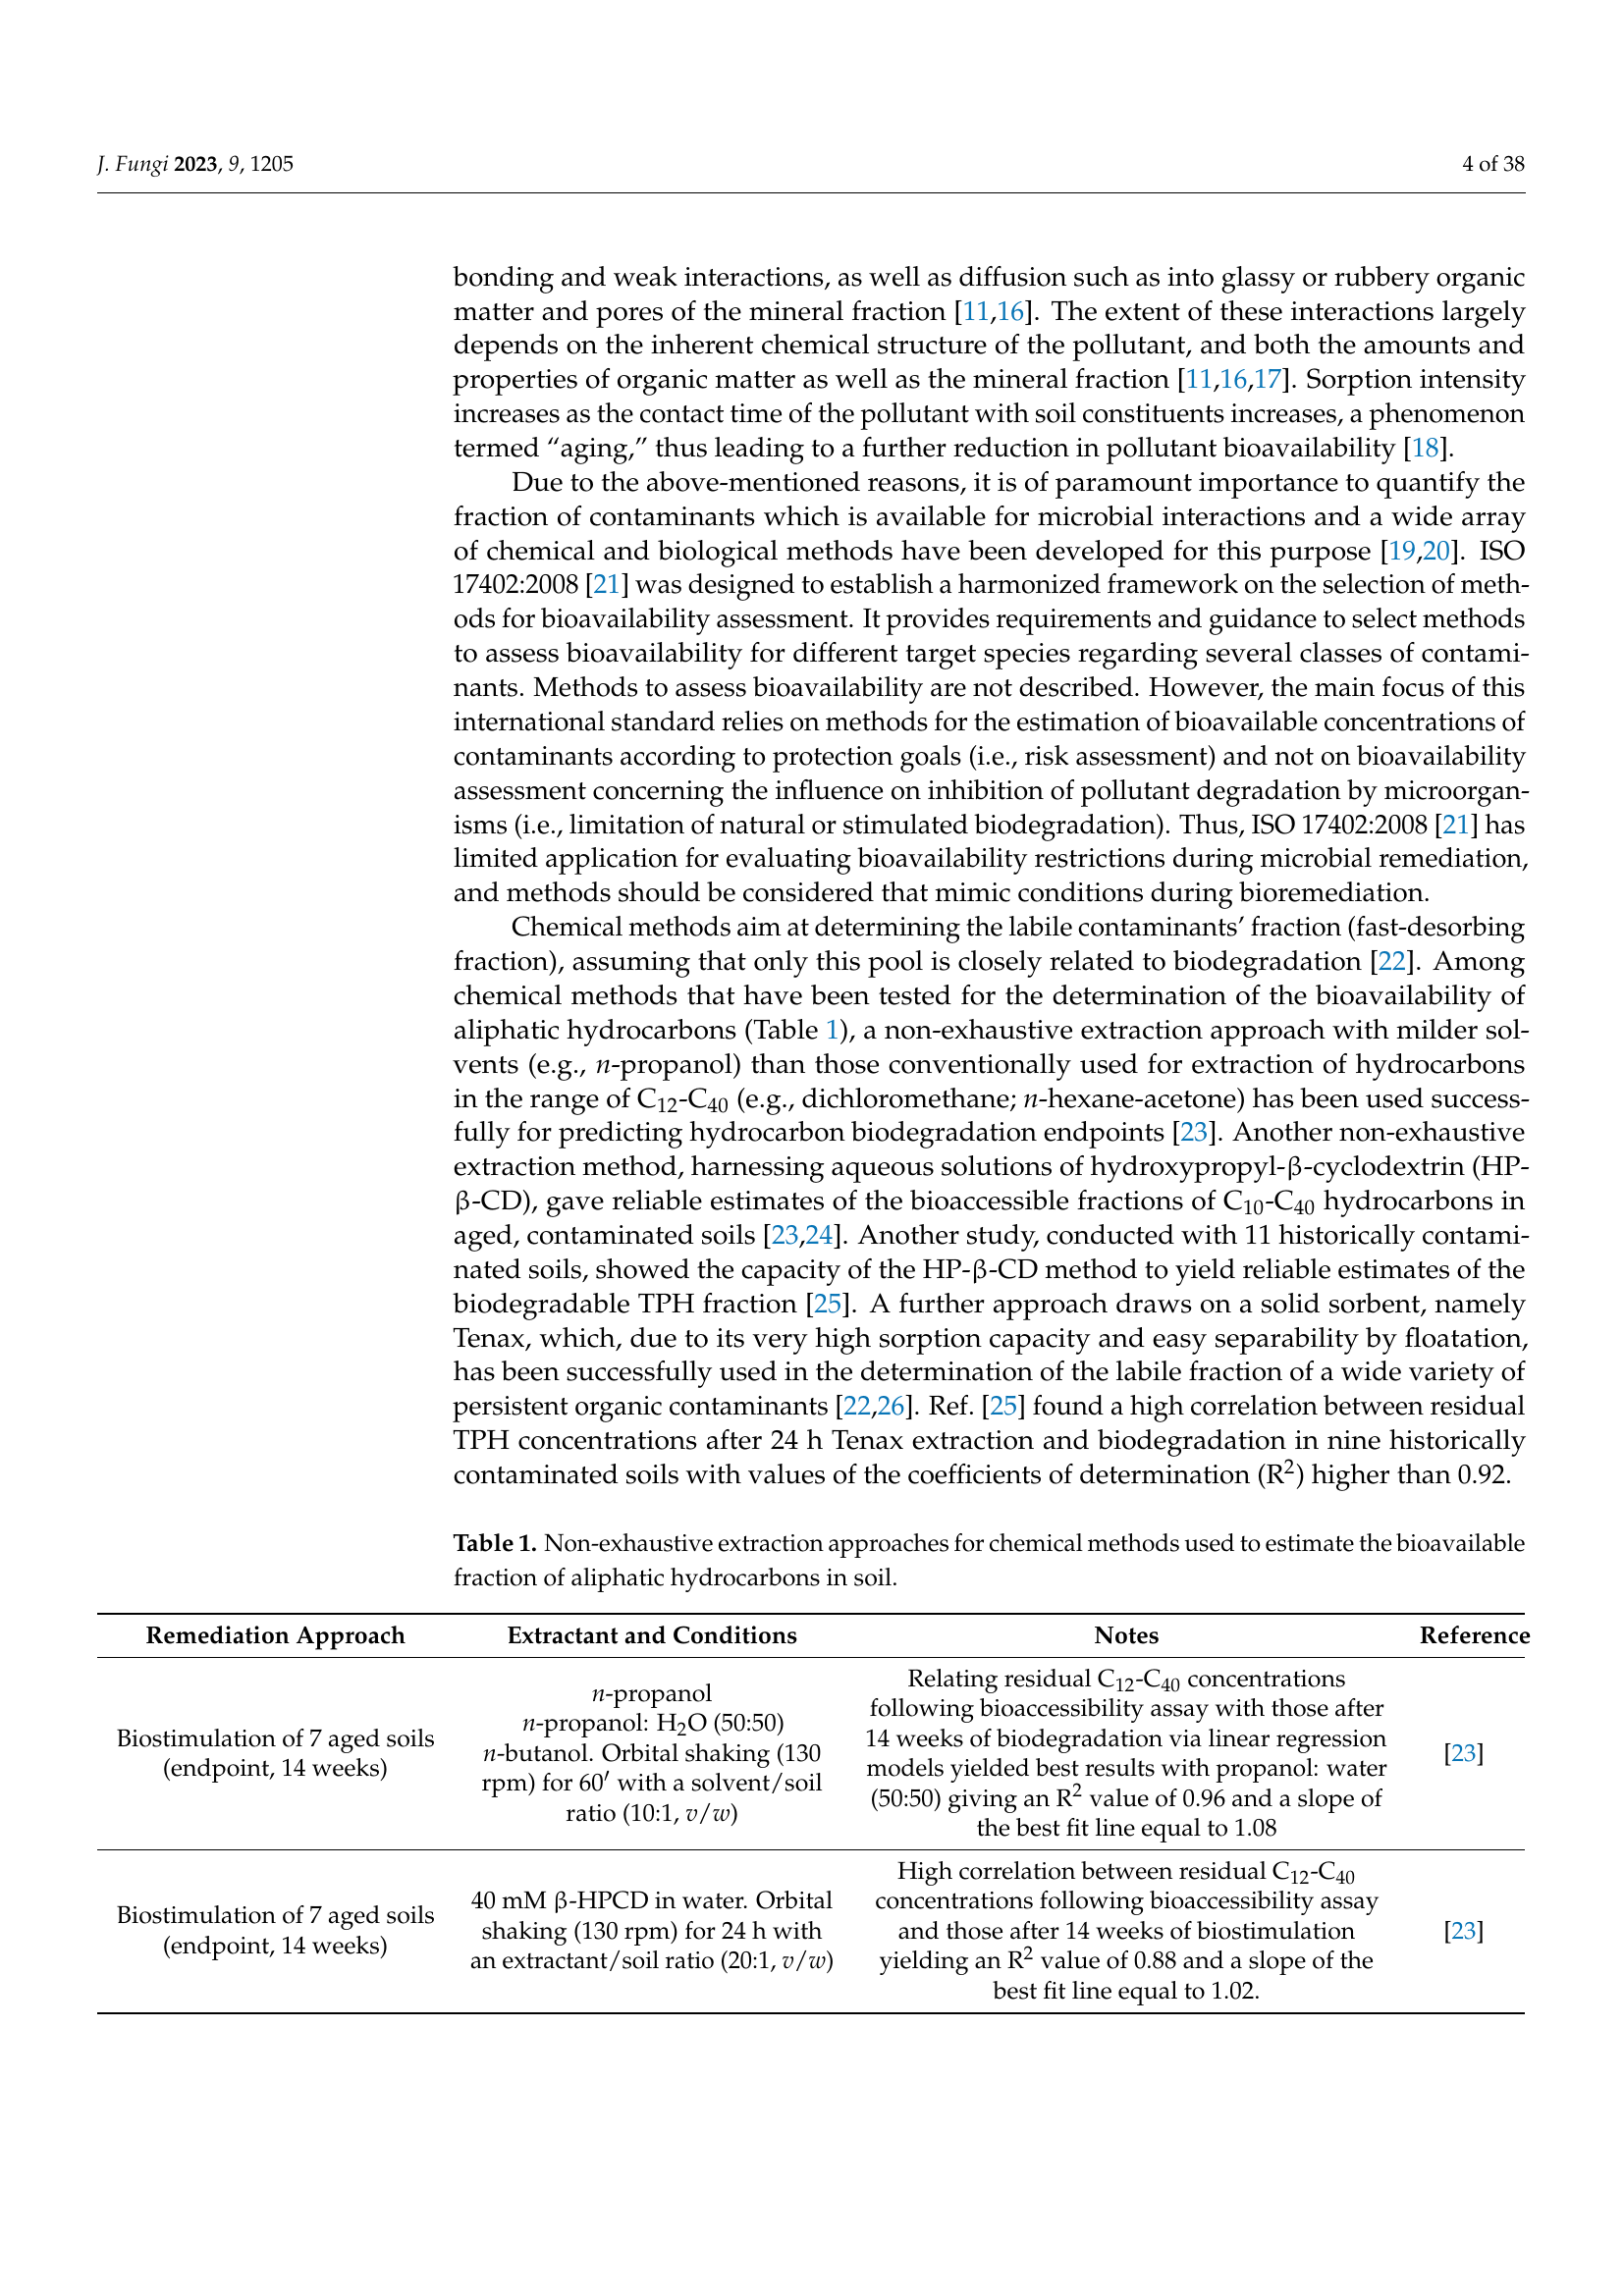 J. Fungi 2023, 9, 1205
4 of 38
bonding and weak interactions, as well as diffusion such as into glassy or rubbery organic
matter and pores of the mineral fraction [11,16]. The extent of these interactions largely
depends on the inherent chemical structure of the pollutant, and both the amounts and
properties of organic matter as well as the mineral fraction [11,16,17]. Sorption intensity
increases as the contact time of the pollutant with soil constituents increases, a phenomenon
termed “aging,” thus leading to a further reduction in pollutant bioavailability [18].
Due to the above-mentioned reasons, it is of paramount importance to quantify the
fraction of contaminants which is available for microbial interactions and a wide array
of chemical and biological methods have been developed for this purpose [19,20]. ISO
17402:2008 [21] was designed to establish a harmonized framework on the selection of meth-
ods for bioavailability assessment. It provides requirements and guidance to select methods
to assess bioavailability for different target species regarding several classes of contami-
nants. Methods to assess bioavailability are not described. However, the main focus of this
international standard relies on methods for the estimation of bioavailable concentrations of
contaminants according to protection goals (i.e., risk assessment) and not on bioavailability
assessment concerning the influence on inhibition of pollutant degradation by microorgan-
isms (i.e., limitation of natural or stimulated biodegradation). Thus, ISO 17402:2008 [21] has
limited application for evaluating bioavailability restrictions during microbial remediation,
and methods should be considered that mimic conditions during bioremediation.
Chemical methods aim at determining the labile contaminants’ fraction (fast-desorbing
fraction), assuming that only this pool is closely related to biodegradation [22]. Among
chemical methods that have been tested for the determination of the bioavailability of
aliphatic hydrocarbons (Table 1), a non-exhaustive extraction approach with milder sol-
vents (e.g., n-propanol) than those conventionally used for extraction of hydrocarbons
in the range of C12-C40 (e.g., dichloromethane; n-hexane-acetone) has been used success-
fully for predicting hydrocarbon biodegradation endpoints [23]. Another non-exhaustive
extraction method, harnessing aqueous solutions of hydroxypropyl-β-cyclodextrin (HP-
β-CD), gave reliable estimates of the bioaccessible fractions of C10-C40 hydrocarbons in
aged, contaminated soils [23,24]. Another study, conducted with 11 historically contami-
nated soils, showed the capacity of the HP-β-CD method to yield reliable estimates of the
biodegradable TPH fraction [25]. A further approach draws on a solid sorbent, namely
Tenax, which, due to its very high sorption capacity and easy separability by floatation,
has been successfully used in the determination of the labile fraction of a wide variety of
persistent organic contaminants [22,26]. Ref. [25] found a high correlation between residual
TPH concentrations after 24 h Tenax extraction and biodegradation in nine historically
contaminated soils with values of the coefficients of determination (R²) higher than 0.92.
Table 1. Non-exhaustive extraction approaches for chemical methods used to estimate the bioavailable
fraction of aliphatic hydrocarbons in soil.
Remediation Approach
Extractant and Conditions
Notes
Reference
Biostimulation of 7 aged soils
(endpoint, 14 weeks)
n-propanol
n-propanol: H2O (50:50)
n-butanol. Orbital shaking (130
rpm) for 60′ with a solvent/soil
ratio (10:1, v/w)
Relating residual C12-C40 concentrations
following bioaccessibility assay with those after
14 weeks of biodegradation via linear regression
models yielded best results with propanol: water
(50:50) giving an R² value of 0.96 and a slope of
the best fit line equal to 1.08
[23]
Biostimulation of 7 aged soils
(endpoint, 14 weeks)
40 mM β-HPCD in water. Orbital
shaking (130 rpm) for 24 h with
an extractant/soil ratio (20:1, v/w)
High correlation between residual C12-C40
concentrations following bioaccessibility assay
and those after 14 weeks of biostimulation
yielding an R² value of 0.88 and a slope of the
best fit line equal to 1.02.
[23]